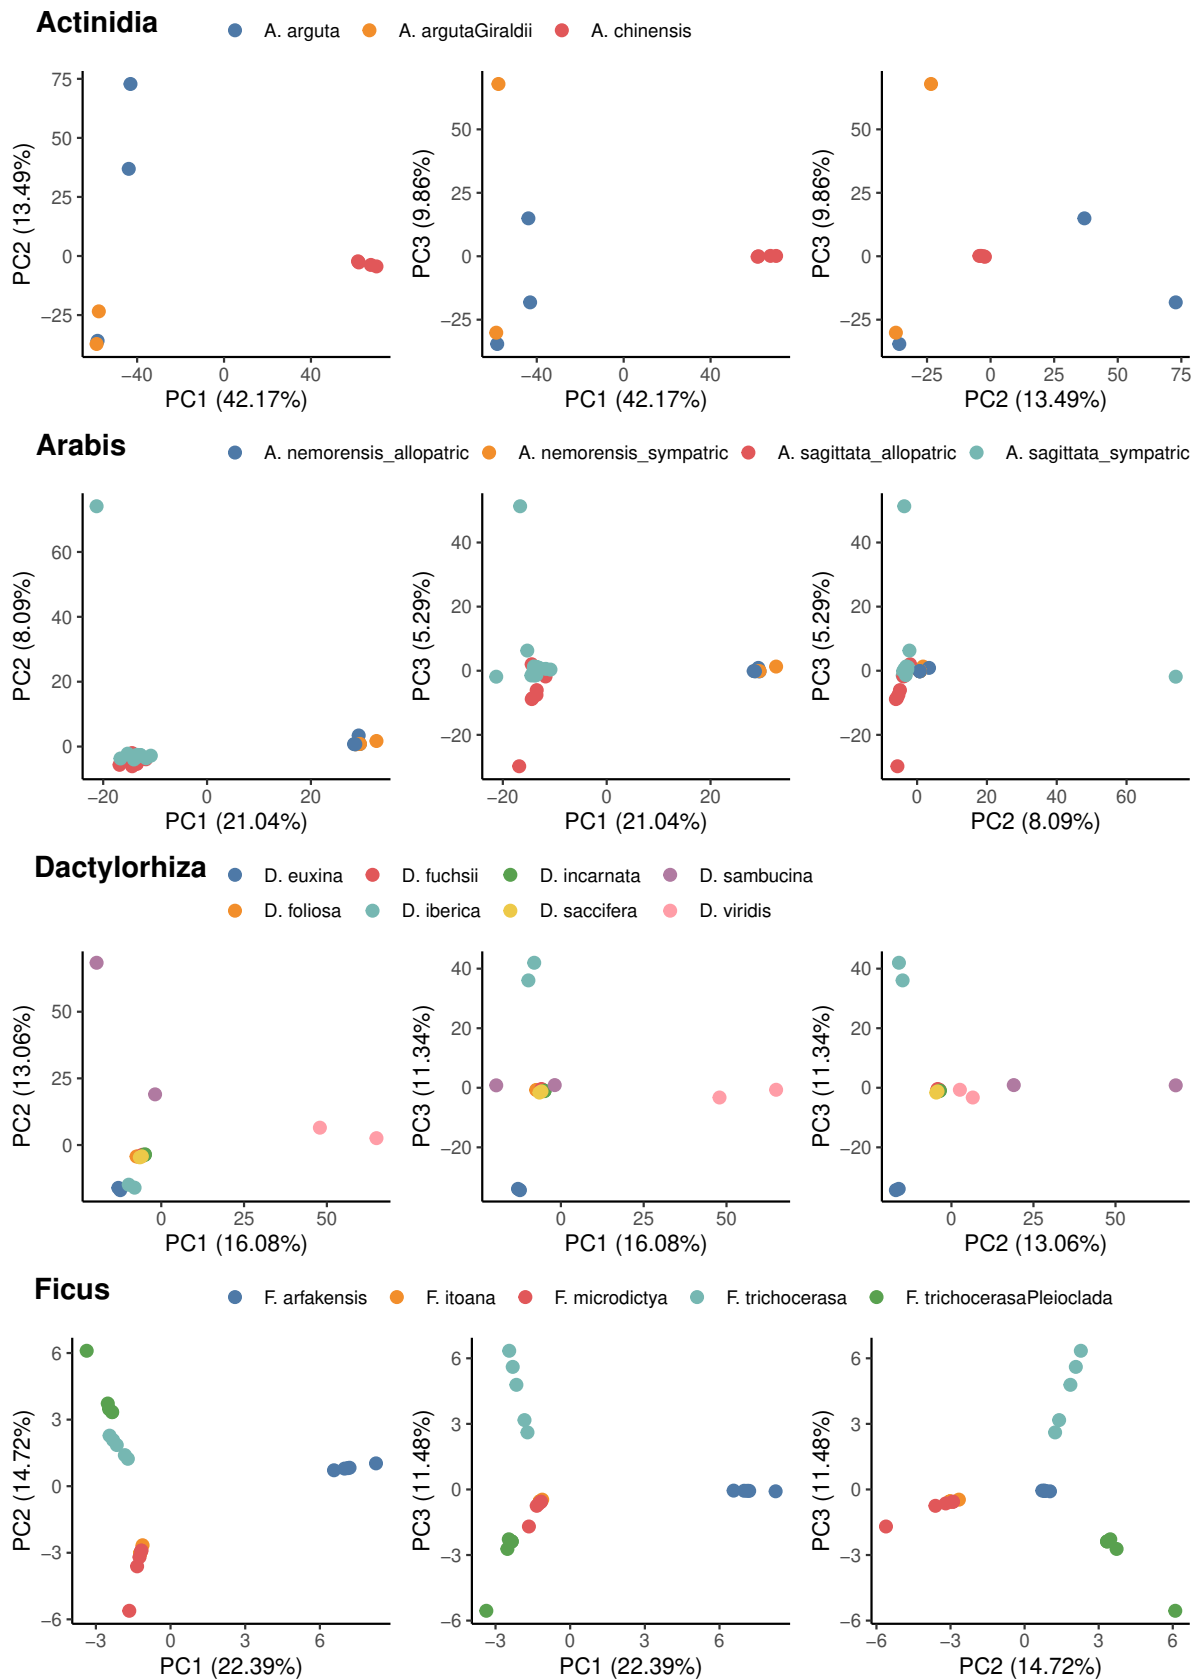 Actinidia
A. arguta A. argutaGiraldii A. chinensis
75
50
25
0
−25
PC2 (13.49%)
−40 0 40
PC1 (42.17%)
50
25
0
−25
PC3 (9.86%)
−40 0 40
PC1 (42.17%)
50
25
0
−25
PC3 (9.86%)
−25 0 25 50 75
PC2 (13.49%)
Arabis
A. nemorensis_allopatric A. nemorensis_sympatric A. sagittata_allopatric A. sagittata_sympatric
60
40
20
0
PC2 (8.09%)
−20 0 20
PC1 (21.04%)
40
20
0
−20
PC3 (5.29%)
−20 0 20
PC1 (21.04%)
40
20
0
−20
PC3 (5.29%)
0 20 40 60
PC2 (8.09%)
Dactylorhiza
D. euxina D. fuchsii D. incarnata D. sambucina
D. foliosa D. iberica D. saccifera D. viridis
50
25
0
PC2 (13.06%)
0 25 50
PC1 (16.08%)
40
20
0
−20
PC3 (11.34%)
0 25 50
PC1 (16.08%)
40
20
0
−20
PC3 (11.34%)
0 25 50
PC2 (13.06%)
Ficus
F. arfakensis F. itoana F. microdictya F. trichocerasa F. trichocerasaPleioclada
6
3
0
−3
−6
PC2 (14.72%)
−3 0 3 6
PC1 (22.39%)
6
3
0
−3
−6
PC3 (11.48%)
−3 0 3 6
PC1 (22.39%)
6
3
0
−3
−6
PC3 (11.48%)
−6 −3 0 3 6
PC2 (14.72%)